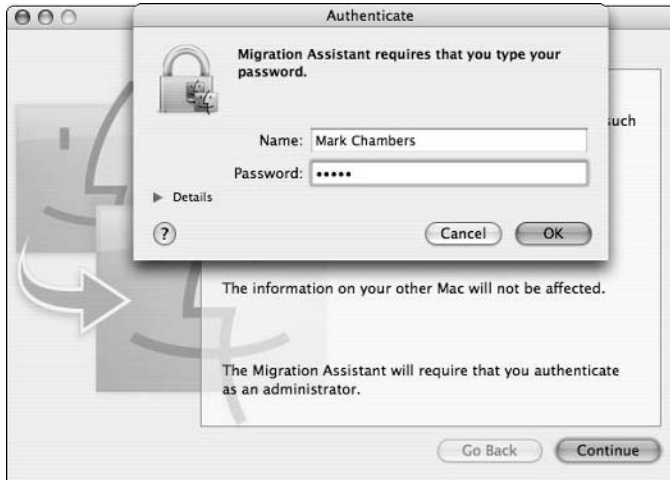 Authenticate
Migration Assistant requires that you type your
password.
Name: Mark Chambers
Password: •••••
Details
?
Cancel OK
such
The information on your other Mac will not be affected.
The Migration Assistant will require that you authenticate
as an administrator.
Go Back Continue